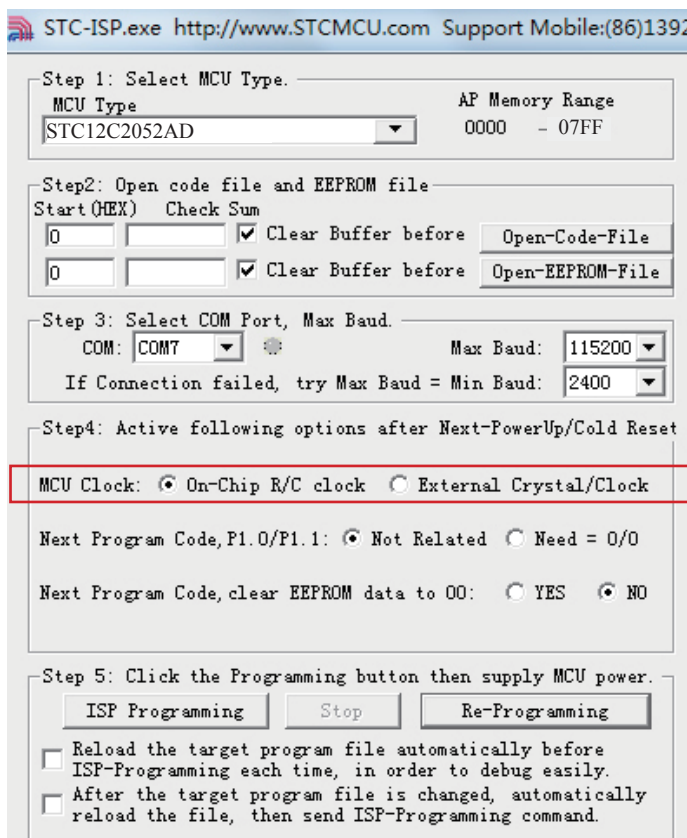 STC-ISP.exe http://www.STCMCU.com Support Mobile:(86)1392
Step 1: Select MCU Type.
MCU Type AP Memory Range
STC12C2052AD 0000 - 07FF
Step2: Open code file and EEPROM file
Start(HEX) Check Sum
0 Clear Buffer before Open-Code-File
0 Clear Buffer before Open-EEPROM-File
Step 3: Select COM Port, Max Baud.
COM: COM7 Max Baud: 115200
If Connection failed, try Max Baud = Min Baud: 2400
Step4: Active following options after Next-PowerUp/Cold Reset
MCU Clock: On-Chip R/C clock External Crystal/Clock
Next Program Code,P1.0/P1.1: Not Related Need = 0/0
Next Program Code,clear EEPROM data to 00: YES NO
Step 5: Click the Programming button then supply MCU power.
ISP Programming Stop Re-Programming
Reload the target program file automatically before
ISP-Programming each time, in order to debug easily.
After the target program file is changed, automatically
reload the file, then send ISP-Programming command.